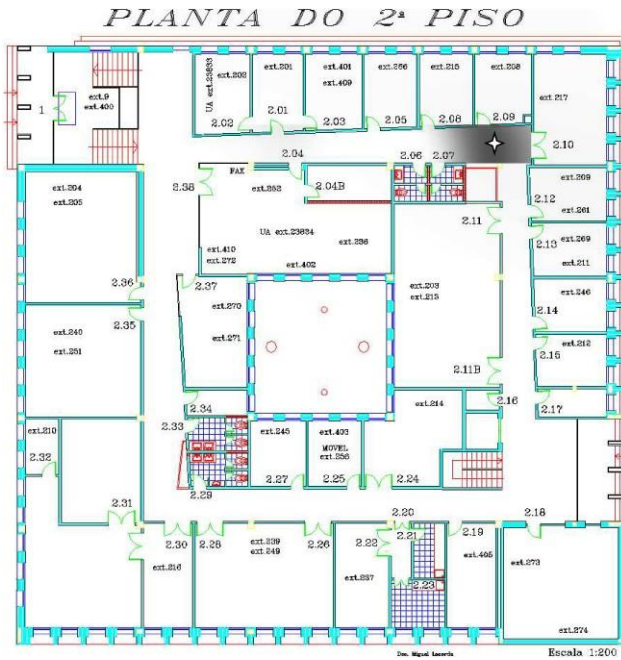 PLANTA DO 2º PISO
1
ext.9
ext.400
UA ext.23833
ext.202
ext.201
ext.401
ext.409
ext.266
ext.215
ext.208
ext.217
2.02
2.01
2.03
2.05
2.08
2.09
2.10
2.04
2.06
2.07
FAX
ext.252
2.04B
2.38
ext.204
ext.205
2.12
ext.209
ext.261
2.11
UA ext.23834
ext.236
ext.410
ext.272
ext.402
2.13
ext.269
ext.211
2.36
2.37
ext.270
ext.271
ext.203
ext.213
ext.246
2.14
2.35
ext.240
ext.251
ext.212
2.15
2.11B
2.16
2.17
2.34
ext.214
2.33
ext.210
2.32
ext.245
ext.403
MOVEL
ext.256
2.29
2.27
2.25
2.24
2.31
2.30
2.28
2.26
2.20
2.21
2.22
2.19
2.18
ext.216
ext.239
ext.249
ext.237
2.23
ext.405
ext.273
ext.274
Des. Miguel Lacerda
Escala 1:200